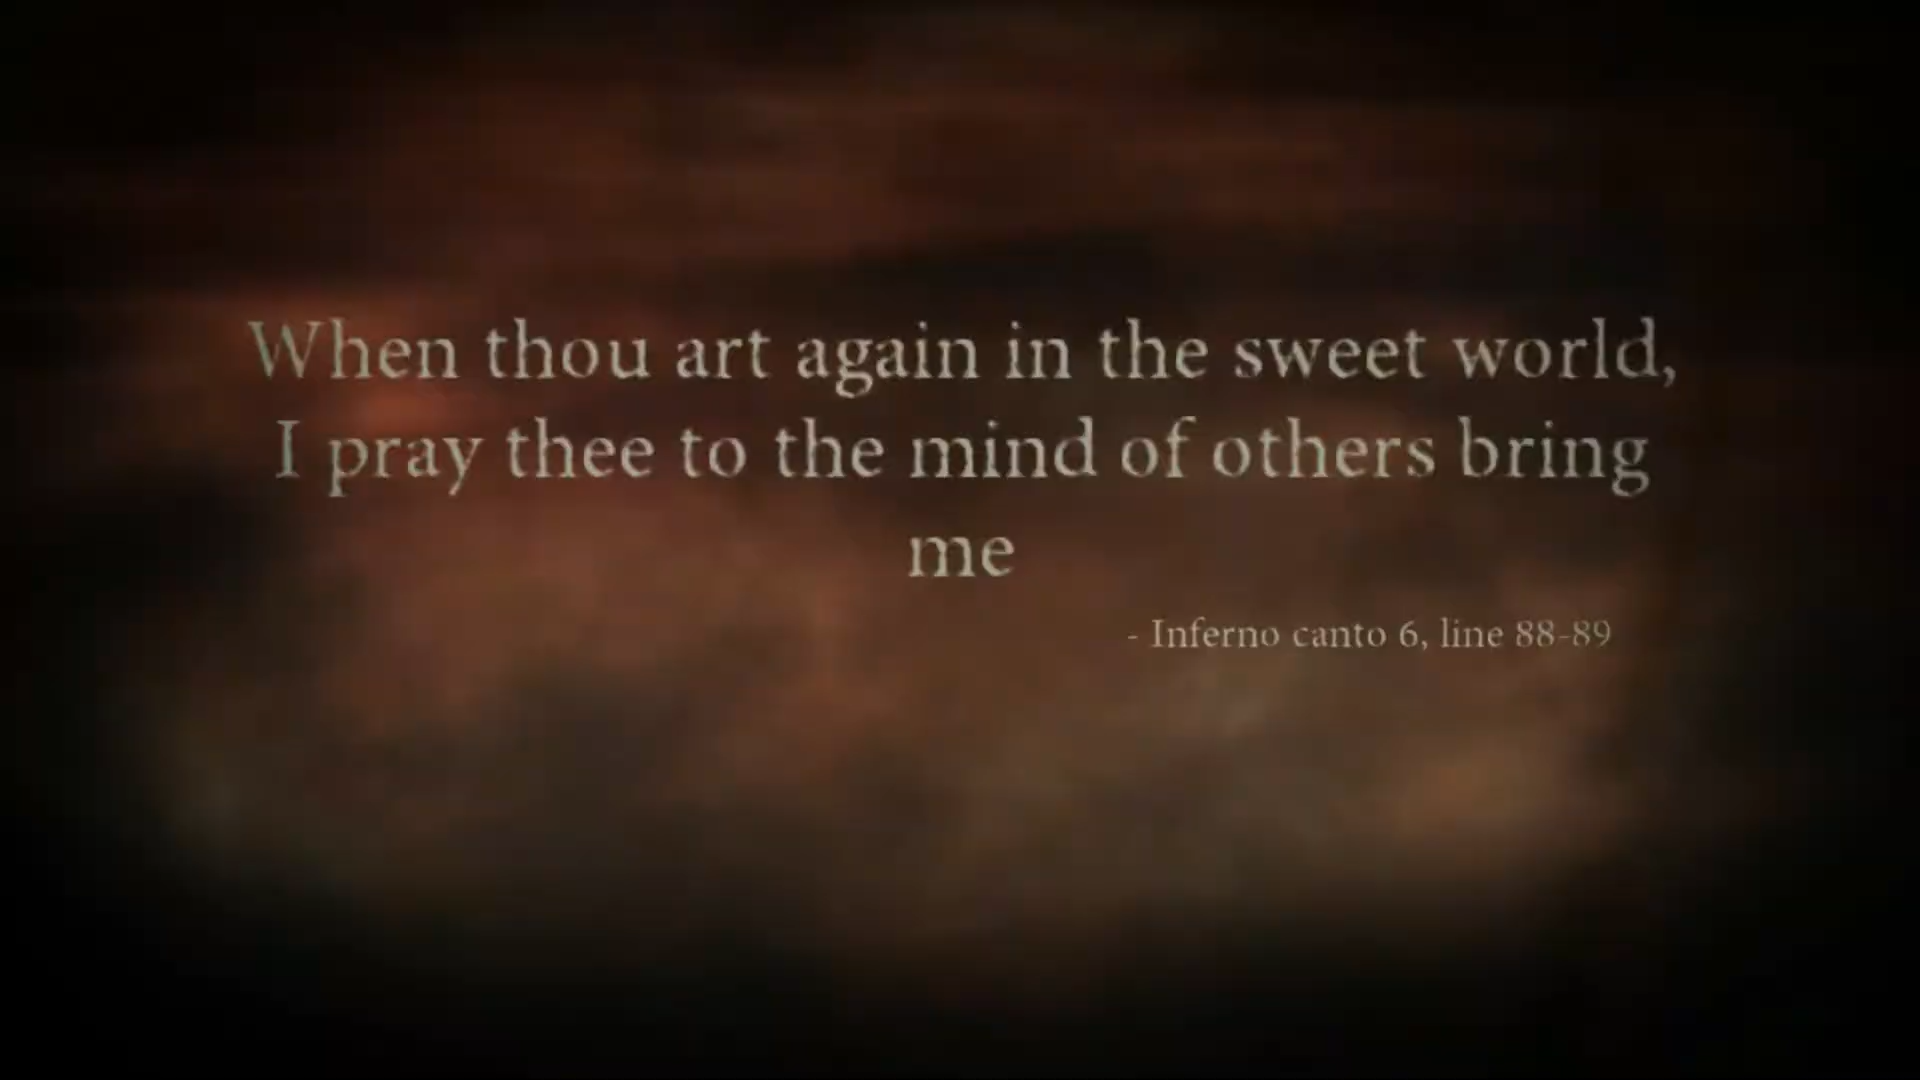 When thou art again in the sweet world,
I pray thee to the mind of others bring
me
- Inferno canto 6, line 88-89